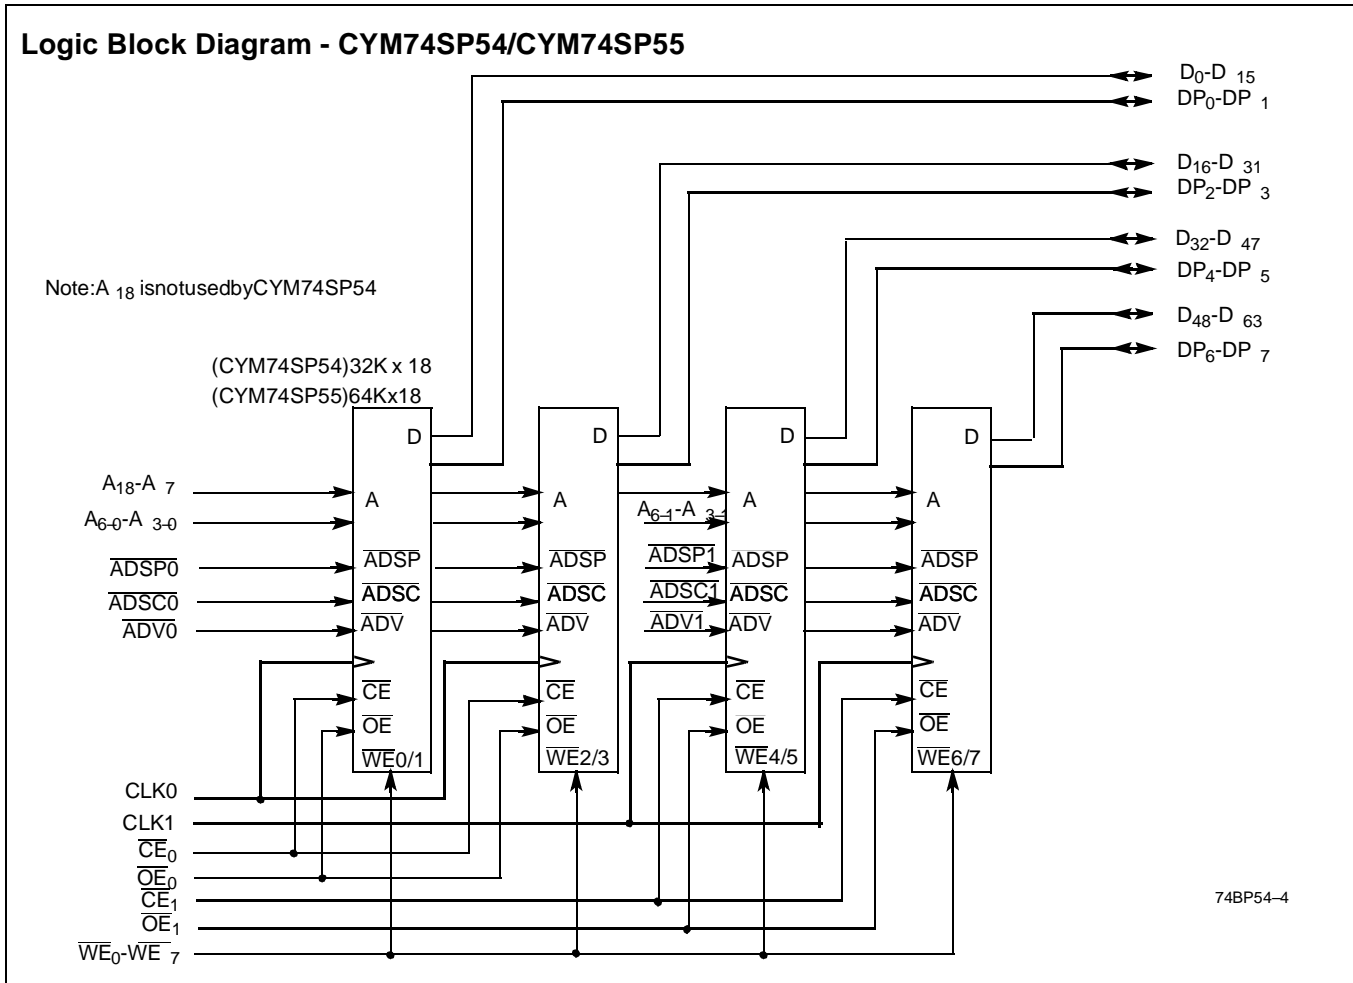 Logic Block Diagram - CYM74SP54/CYM74SP55
D0-D 15
DP0-DP 1
D16-D 31
DP2-DP 3
D32-D 47
DP4-DP 5
D48-D 63
DP6-DP 7
Note:A 18 isnotusedbyCYM74SP54
(CYM74SP54)32K x 18
(CYM74SP55)64Kx18
D D D D
A18-A 7 A A A A
A6-0-A 3-0 A6-1-A 3-1
ADSP0 ADSP ADSP ADSP1 ADSP ADSP
ADSC0 ADSC ADSC ADSC1 ADSC ADSC
ADV0 ADV ADV ADV1 ADV ADV
CE CE CE CE
OE OE OE OE
WE0/1 WE2/3 WE4/5 WE6/7
CLK0
CLK1
CE0
OE0
CE1
OE1
WE0-WE 7
74BP54-4